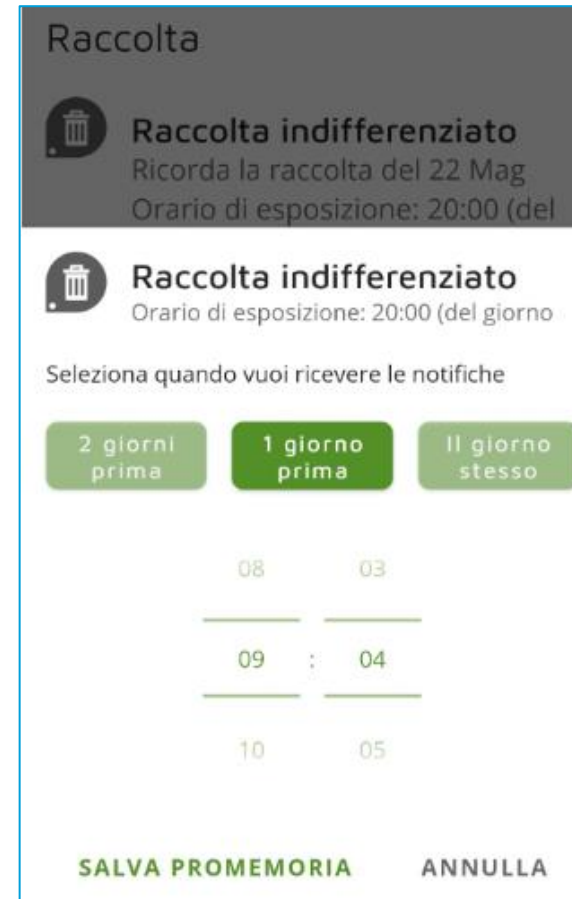 Raccolta
Raccolta indifferenziato
Ricorda la raccolta del 22 Mag
Orario di esposizione: 20:00 (del
Raccolta indifferenziato
Orario di esposizione: 20:00 (del giorno
Seleziona quando vuoi ricevere le notifiche
2 giorni
prima
1 giorno
prima
Il giorno
stesso
08 03
09 : 04
10 05
SALVA PROMEMORIA ANNULLA